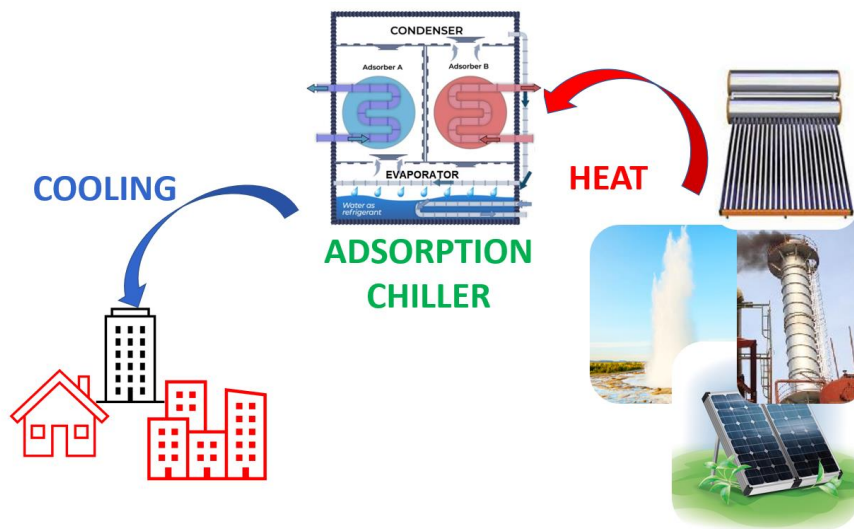 CONDENSER
Adsorber A
Adsorber B
EVAPORATOR
Water as
refrigerant
COOLING
HEAT
ADSORPTION
CHILLER